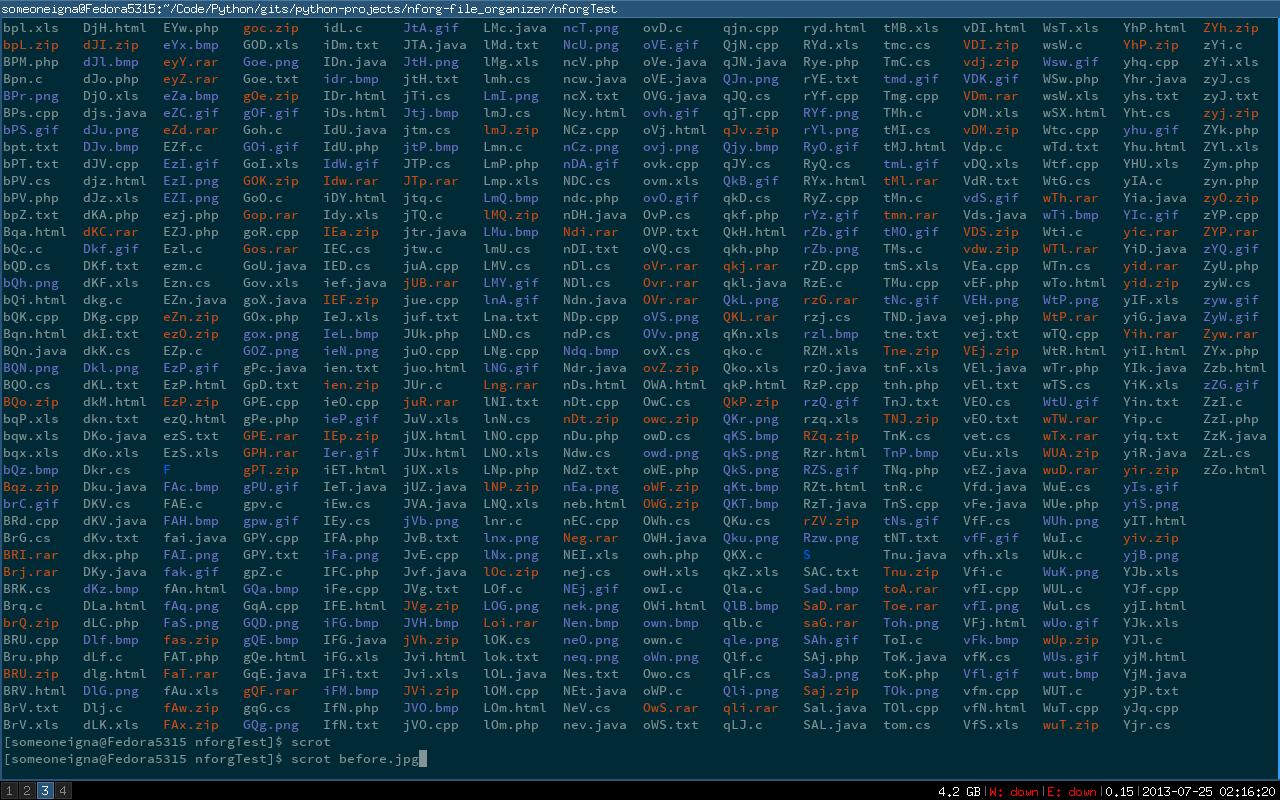 someoneigna@Fedora5315:~/Code/Python/gits/python-projects/nforg-file_organizer/nforgTest
bpl.xls DjH.html EYw.php goc.zip idL.c JtA.gif LMc.java ncT.png ovD.c qjn.cpp ryd.html tMB.xls vDI.html WsT.xls YhP.html ZYh.zip
bpL.zip dJI.zip eYx.bmp GOD.xls iDm.txt JTA.java lMd.txt NcU.png oVE.gif QjN.cpp RYd.xls tmc.cs VDI.zip wsW.c YhP.zip zYi.c
BPM.php dJl.bmp eyY.rar Goe.png IDn.java JtH.png lMg.xls ncV.php oVe.java qJN.java Rye.php TmC.cs vdj.zip Wsw.gif yhq.cpp zYi.xls
Bpn.c dJo.php eyZ.rar Goe.txt idr.bmp jtH.txt lmh.cs ncw.java oVE.java QJn.png rYE.txt tmd.gif VDK.gif WSw.php Yhr.java zyJ.cs
BPr.png DjO.xls eZa.bmp gOe.zip IDr.html jTi.cs LmI.png ncX.txt OVG.java qJQ.cs rYf.cpp Tmg.cpp VDm.rar wsW.xls yhs.txt zyJ.txt
BPs.cpp djs.java eZC.gif gOF.gif iDs.html Jtj.bmp lmJ.cpp Ncy.html ovh.gif qjT.cpp RYf.png TMh.c vDM.xls wSX.html Yht.cs zyj.zip
bPS.gif dJu.png eZd.rar Goh.c IdU.java jtm.cs lmJ.zip NCz.cpp oVj.html qJv.zip rYl.png tMI.cs vDM.zip Wtc.cpp yhu.gif ZYk.php
bpt.txt DJv.bmp EZf.c GOi.gif IdU.php jtP.bmp Lmn.c nCz.png ovj.png Qjy.bmp RyO.gif tMJ.html Vdp.c wTd.txt Yhu.html ZYl.xls
bPT.txt dJV.cpp EzI.gif GoI.xls IdW.gif JTP.cs LmP.php nDA.gif ovk.cpp qJY.cs RyQ.cs tmL.gif vDQ.xls Wtf.cpp YHU.xls Zym.php
bPV.cs djz.html EzI.png GOK.zip Idw.rar JTp.rar Lmp.xls NDC.cs ovm.xls QkB.gif RYx.html tMl.rar VdR.txt WtG.cs yIA.c zyn.php
bPV.php dJz.xls EZI.png GoO.c iDY.html jtq.c LmQ.bmp ndc.php ovO.gif qkD.cs RyZ.cpp tMn.c vdS.gif wTh.rar Yia.java zyO.zip
bpZ.txt dKA.php ezj.php Gop.rar Idy.xls jTQ.c lMQ.zip nDH.java OvP.cs qkf.php rYz.gif tmn.rar Vds.java wTi.bmp YIc.gif zYP.cpp
Bqa.html dKC.rar EZJ.php goR.cpp IEa.zip jtr.java LMu.bmp Ndi.rar OVP.txt QkH.html rZb.gif tMO.gif VDS.zip Wti.c yic.rar ZYP.rar
bQc.c Dkf.gif Ezl.c Gos.rar IEC.cs jtw.c lmU.cs nDI.txt oVQ.cs qkh.php rZb.png TMs.c vdw.zip WTl.rar YiD.java zYQ.gif
bQD.cs DKf.txt ezm.c GoU.java IED.cs juA.cpp LMV.cs nDl.cs oVr.rar qkj.rar rZD.cpp tmS.xls VEa.cpp WTn.cs yid.rar ZyU.php
bQh.png dKF.xls Ezn.cs Gov.xls ief.java jUB.rar LMY.gif NDl.cs Ovr.rar qkl.java RzE.c TMu.cpp vEF.php wTo.html yid.zip zyW.cs
bQi.html dkg.c EZn.java goX.java IEF.zip jue.cpp lnA.gif Ndn.java OVr.rar QkL.png rzG.rar tNc.gif VEH.png WtP.png yIF.xls zyw.gif
bQK.cpp DKg.cpp eZn.zip GOx.php IeJ.xls juf.txt Lna.txt NDp.cpp oVS.png QKL.rar rzj.cs TND.java vej.php WtP.rar yiG.java ZyW.gif
Bqn.html dkI.txt ezO.zip gox.png IeL.bmp JUk.php LND.cs ndP.cs OVv.png qKn.xls rzl.bmp tne.txt vej.txt wTQ.cpp Yih.rar Zyw.rar
BQn.java dkK.cs EZp.c GOZ.png ieN.png juO.cpp LNg.cpp Ndq.bmp ovX.cs qko.c RZM.xls Tne.zip VEj.zip WtR.html yiI.html ZYx.php
BQN.png Dkl.png EzP.gif gPc.java ien.txt juo.html lNG.gif Ndr.java ovZ.zip Qko.xls rzO.java tnF.xls VEl.java wTr.php YIk.java Zzb.html
BQO.cs dKL.txt EzP.html GpD.txt ien.zip JUr.c Lng.rar nDs.html OWA.html qkP.html RzP.cpp tnh.php vEl.txt wTS.cs YiK.xls zZG.gif
BQo.zip dkM.html EzP.zip GPE.cpp ieO.cpp juR.rar lNI.txt Dnt.cpp OwC.cs QkP.zip rzQ.gif TnJ.txt VEO.cs WtU.gif Yin.txt ZzI.c
bqP.xls dkn.txt ezQ.html gPe.php ieP.gif JuV.xls lnN.cs nDt.zip owc.zip QKr.png rzq.xls TNJ.zip vEO.txt wTW.rar Yip.c ZzI.php
bqw.xls DKo.java ezS.txt GPE.rar IEp.zip jUX.html lNO.cpp nDu.php owD.cs qKS.bmp RZq.zip TnK.cs vet.cs wTx.rar yiq.txt ZzK.java
bqx.xls dKo.xls EzS.xls GPH.rar Ier.gif JUx.html LNO.xls Ndw.cs owd.png qkS.png Rzr.html TnP.bmp vEu.xls WUA.zip yiR.java ZzL.cs
bQz.bmp Dkr.cs F gPT.zip iET.html jUX.xls LNp.php NdZ.txt oWE.php QkS.png RZS.gif TNq.php vEZ.java wuD.rar yir.zip zZo.html
Bqz.zip Dku.java FAc.bmp gPU.gif IeT.java jUZ.java lNP.zip nEa.png oWF.zip qKt.bmp RZt.html tnR.c Vfd.java WuE.cs yIs.gif
brC.gif DKV.cs FAE.c gpv.c iEw.cs JVA.java LNQ.xls neb.html OWG.zip QKT.bmp RzT.java TnS.cpp vFe.java WUe.php yiS.png
BRd.cpp dKV.java FAH.bmp gpw.gif IEy.cs jVb.png lnr.c nEC.cpp OWh.cs QKu.cs rZV.zip tNs.gif VfF.cs WUh.png yIT.html
BrG.cs dKv.txt fai.java GPY.cpp IFA.php JvB.txt lnx.png Neg.rar OWH.java Qku.png Rzw.png tNT.txt vFF.gif WuI.c yiv.zip
BRI.rar dkx.php FAI.png GPY.txt iFa.png JvE.cpp lNx.png NEI.xls owh.php QKX.c S Tnu.java vfh.xls WUk.c yjB.png
Brj.rar DKy.java fak.gif gpZ.c IFC.php Jvf.java lOc.zip nej.cs owH.xls qkZ.xls SAC.txt Tnu.zip Vfi.c WuK.png YJb.xls
BRK.cs dKz.bmp fAn.html GQa.bmp iFe.cpp JVg.txt LOf.c NEj.gif owI.c Qla.c Sad.bmp toA.rar vfI.cpp WUL.c YJf.cpp
Brq.c DLa.html fAq.png GqA.cpp IFE.html JVg.zip LOG.png nek.png OWi.html QlB.bmp SaD.rar Toe.rar vfI.png Wul.cs yjI.html
brQ.zip dLC.php FaS.png GQD.png iFG.bmp JVH.bmp Loi.rar Nen.bmp own.bmp qlb.c saG.rar Toh.png VFj.html WuO.cs yJk.xls
BRU.cpp Dlf.bmp fas.zip gQE.bmp IFG.java jVh.zip lOK.cs neO.png own.c qle.png SAh.gif ToI.c vFk.bmp wUp.zip YJl.c
Bru.php dLf.c FAT.php gQe.html iFG.xls Jvi.html lok.txt neq.png oWn.png Qlf.c SAj.php ToK.java vfK.cs WUs.gif yjM.html
BRU.zip dlg.html FaT.rar GqE.java IFi.txt Jvi.xls lOL.java Nes.txt Owo.cs qlF.cs SaJ.png toK.php Vfl.gif wut.bmp yjM.php
BRV.html DlG.png fAu.xls gQF.rar iFM.bmp JVi.zip lOM.cpp NEt.java oWP.c Qli.png Saj.zip TOk.png vfm.cpp WUT.c yjP.txt
BrV.txt Dlj.c fAw.zip gqG.cs IfN.php JVO.bmp LOm.html NeV.cs OwS.rar qli.rar Sal.java TOl.cpp vfN.html WuT.cpp yJq.cpp
BrV.xls dLK.xls FAx.zip GQg.png IfN.txt jVO.cpp lOm.php nev.java oWS.txt qLJ.c SAL.java tom.cs VfS.xls wuT.zip Yjr.cs
[someoneigna@Fedora5315 nforgTest]$ scrot
[someoneigna@Fedora5315 nforgTest]$ scrot before.jpg
1 2 3 4 4.2 GB|W: down|E: down|0.15|2013-07-25 02:16:20